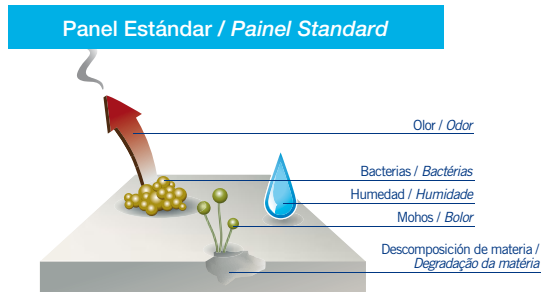 Panel Estándar / Painel Standard
Olor / Odor
Bacterias / Bactérias
Humedad / Humidade
Mohos / Bolor
Descomposición de materia /
Degradação da matéria